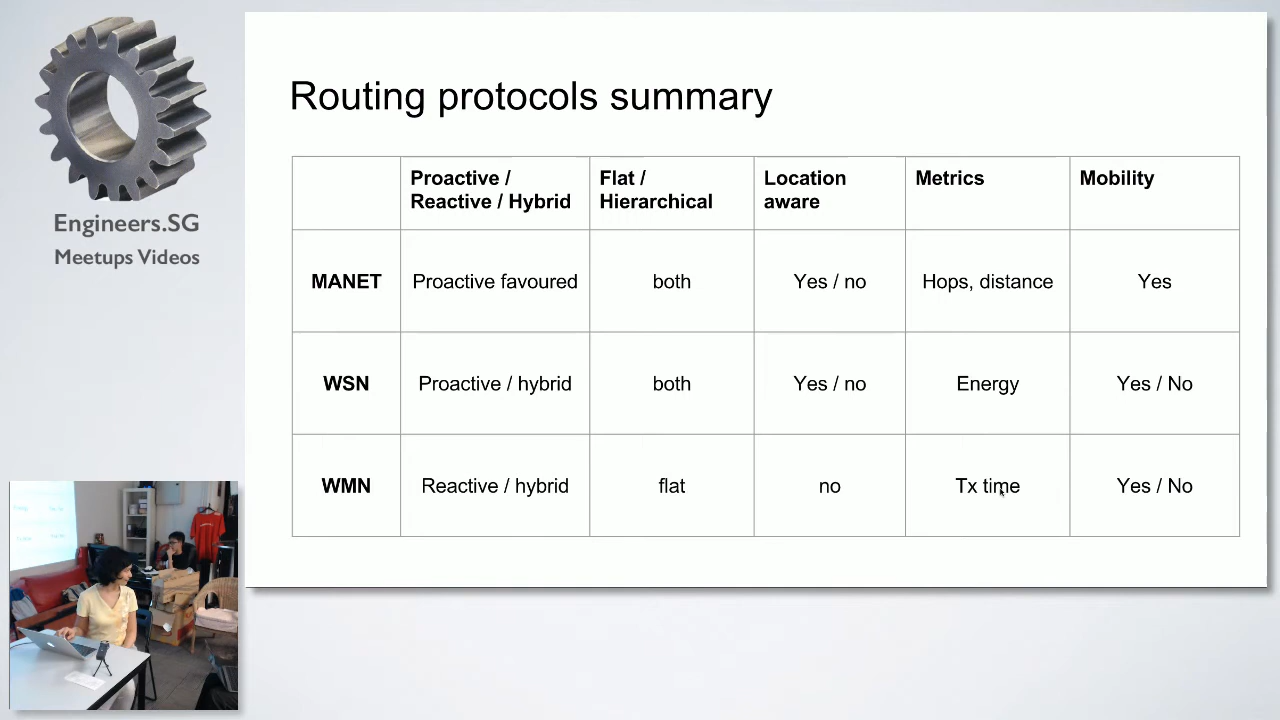 Engineers.SG
Meetups Videos
Routing protocols summary
Proactive /
Reactive / Hybrid
Flat /
Hierarchical
Location
aware
Metrics
Mobility
MANET
Proactive favoured
both
Yes / no
Hops, distance
Yes
WSN
Proactive / hybrid
both
Yes / no
Energy
Yes / No
WMN
Reactive / hybrid
flat
no
Tx time
Yes / No